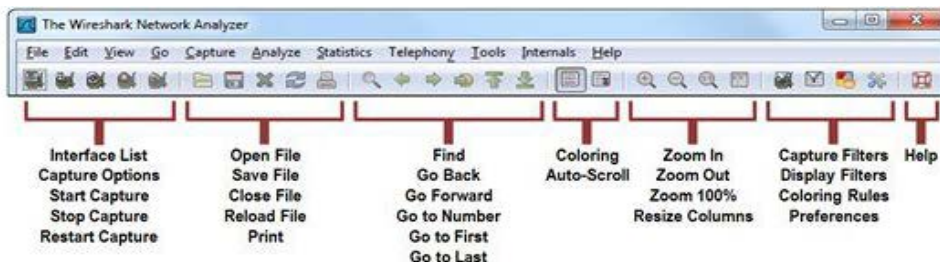 The Wireshark Network Analyzer
File Edit View Go Capture Analyze Statistics Telephony Tools Internals Help
Interface List
Capture Options
Start Capture
Stop Capture
Restart Capture
Open File
Save File
Close File
Reload File
Print
Find
Go Back
Go Forward
Go to Number
Go to First
Go to Last
Coloring
Auto-Scroll
Zoom In
Zoom Out
Zoom 100%
Resize Columns
Capture Filters
Display Filters
Coloring Rules
Preferences
Help